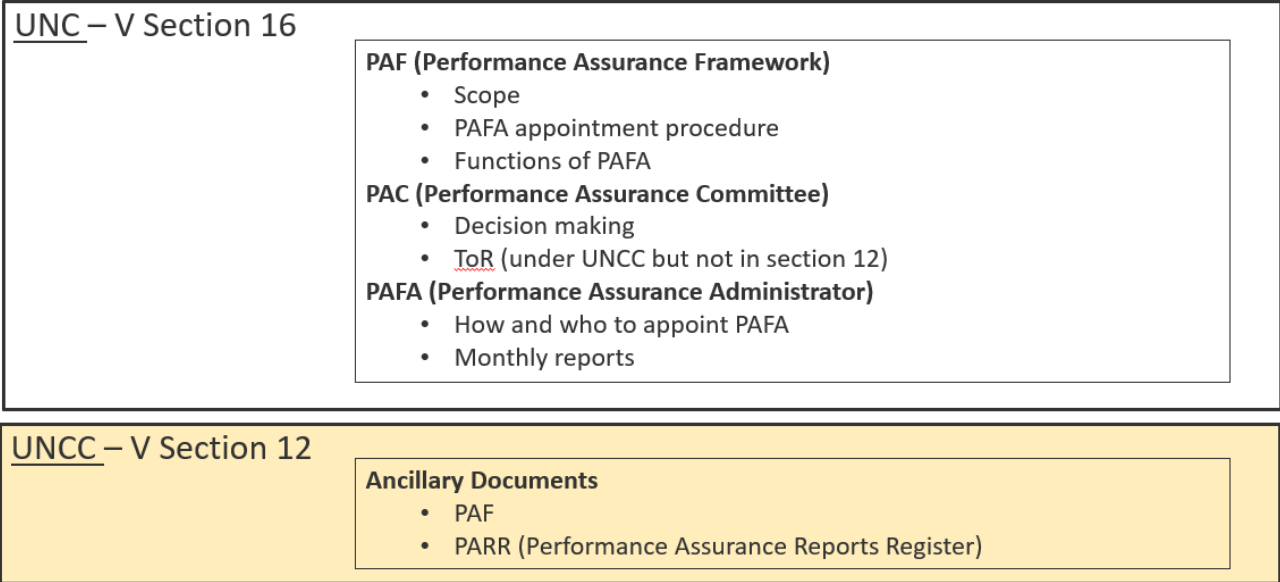 UNC – V Section 16
PAF (Performance Assurance Framework)
• Scope
• PAFA appointment procedure
• Functions of PAFA
PAC (Performance Assurance Committee)
• Decision making
• ToR (under UNCC but not in section 12)
PAFA (Performance Assurance Administrator)
• How and who to appoint PAFA
• Monthly reports
UNCC – V Section 12
Ancillary Documents
• PAF
• PARR (Performance Assurance Reports Register)